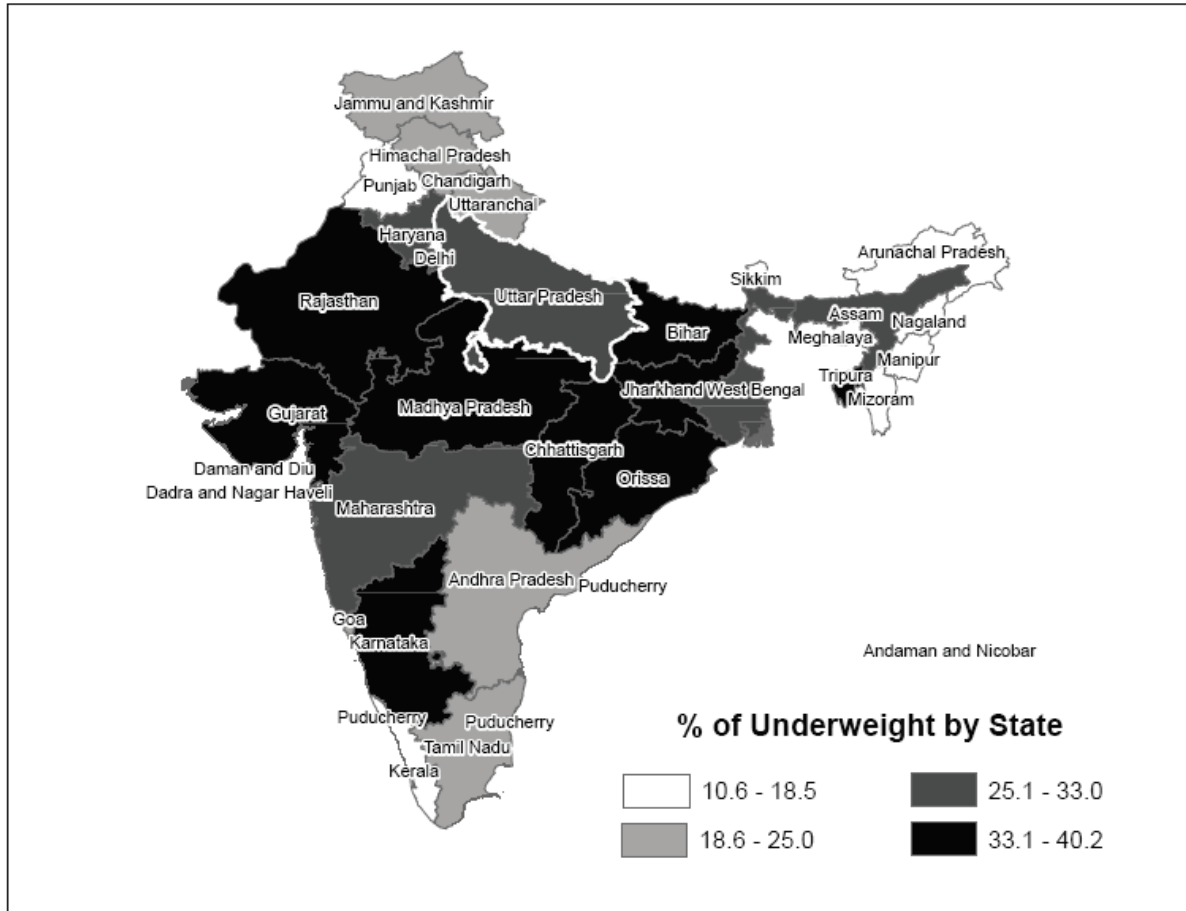 Jammu and Kashmir
Himachal Pradesh
Chandigarh
Punjab
Uttaranchal
Haryana
Delhi
Arunachal Pradesh
Sikkim
Uttar Pradesh
Rajasthan
Assam
Nagaland
Bihar
Meghalaya
Manipur
Tripura
Jharkhand West Bengal
Mizoram
Madhya Pradesh
Gujarat
Chhattisgarh
Daman and Diu
Orissa
Dadra and Nagar Haveli
Maharashtra
Andhra Pradesh
Puducherry
Goa
Karnataka
Andaman and Nicobar
Puducherry
Puducherry
Tamil Nadu
Kerala
% of Underweight by State
10.6 - 18.5
25.1 - 33.0
18.6 - 25.0
33.1 - 40.2